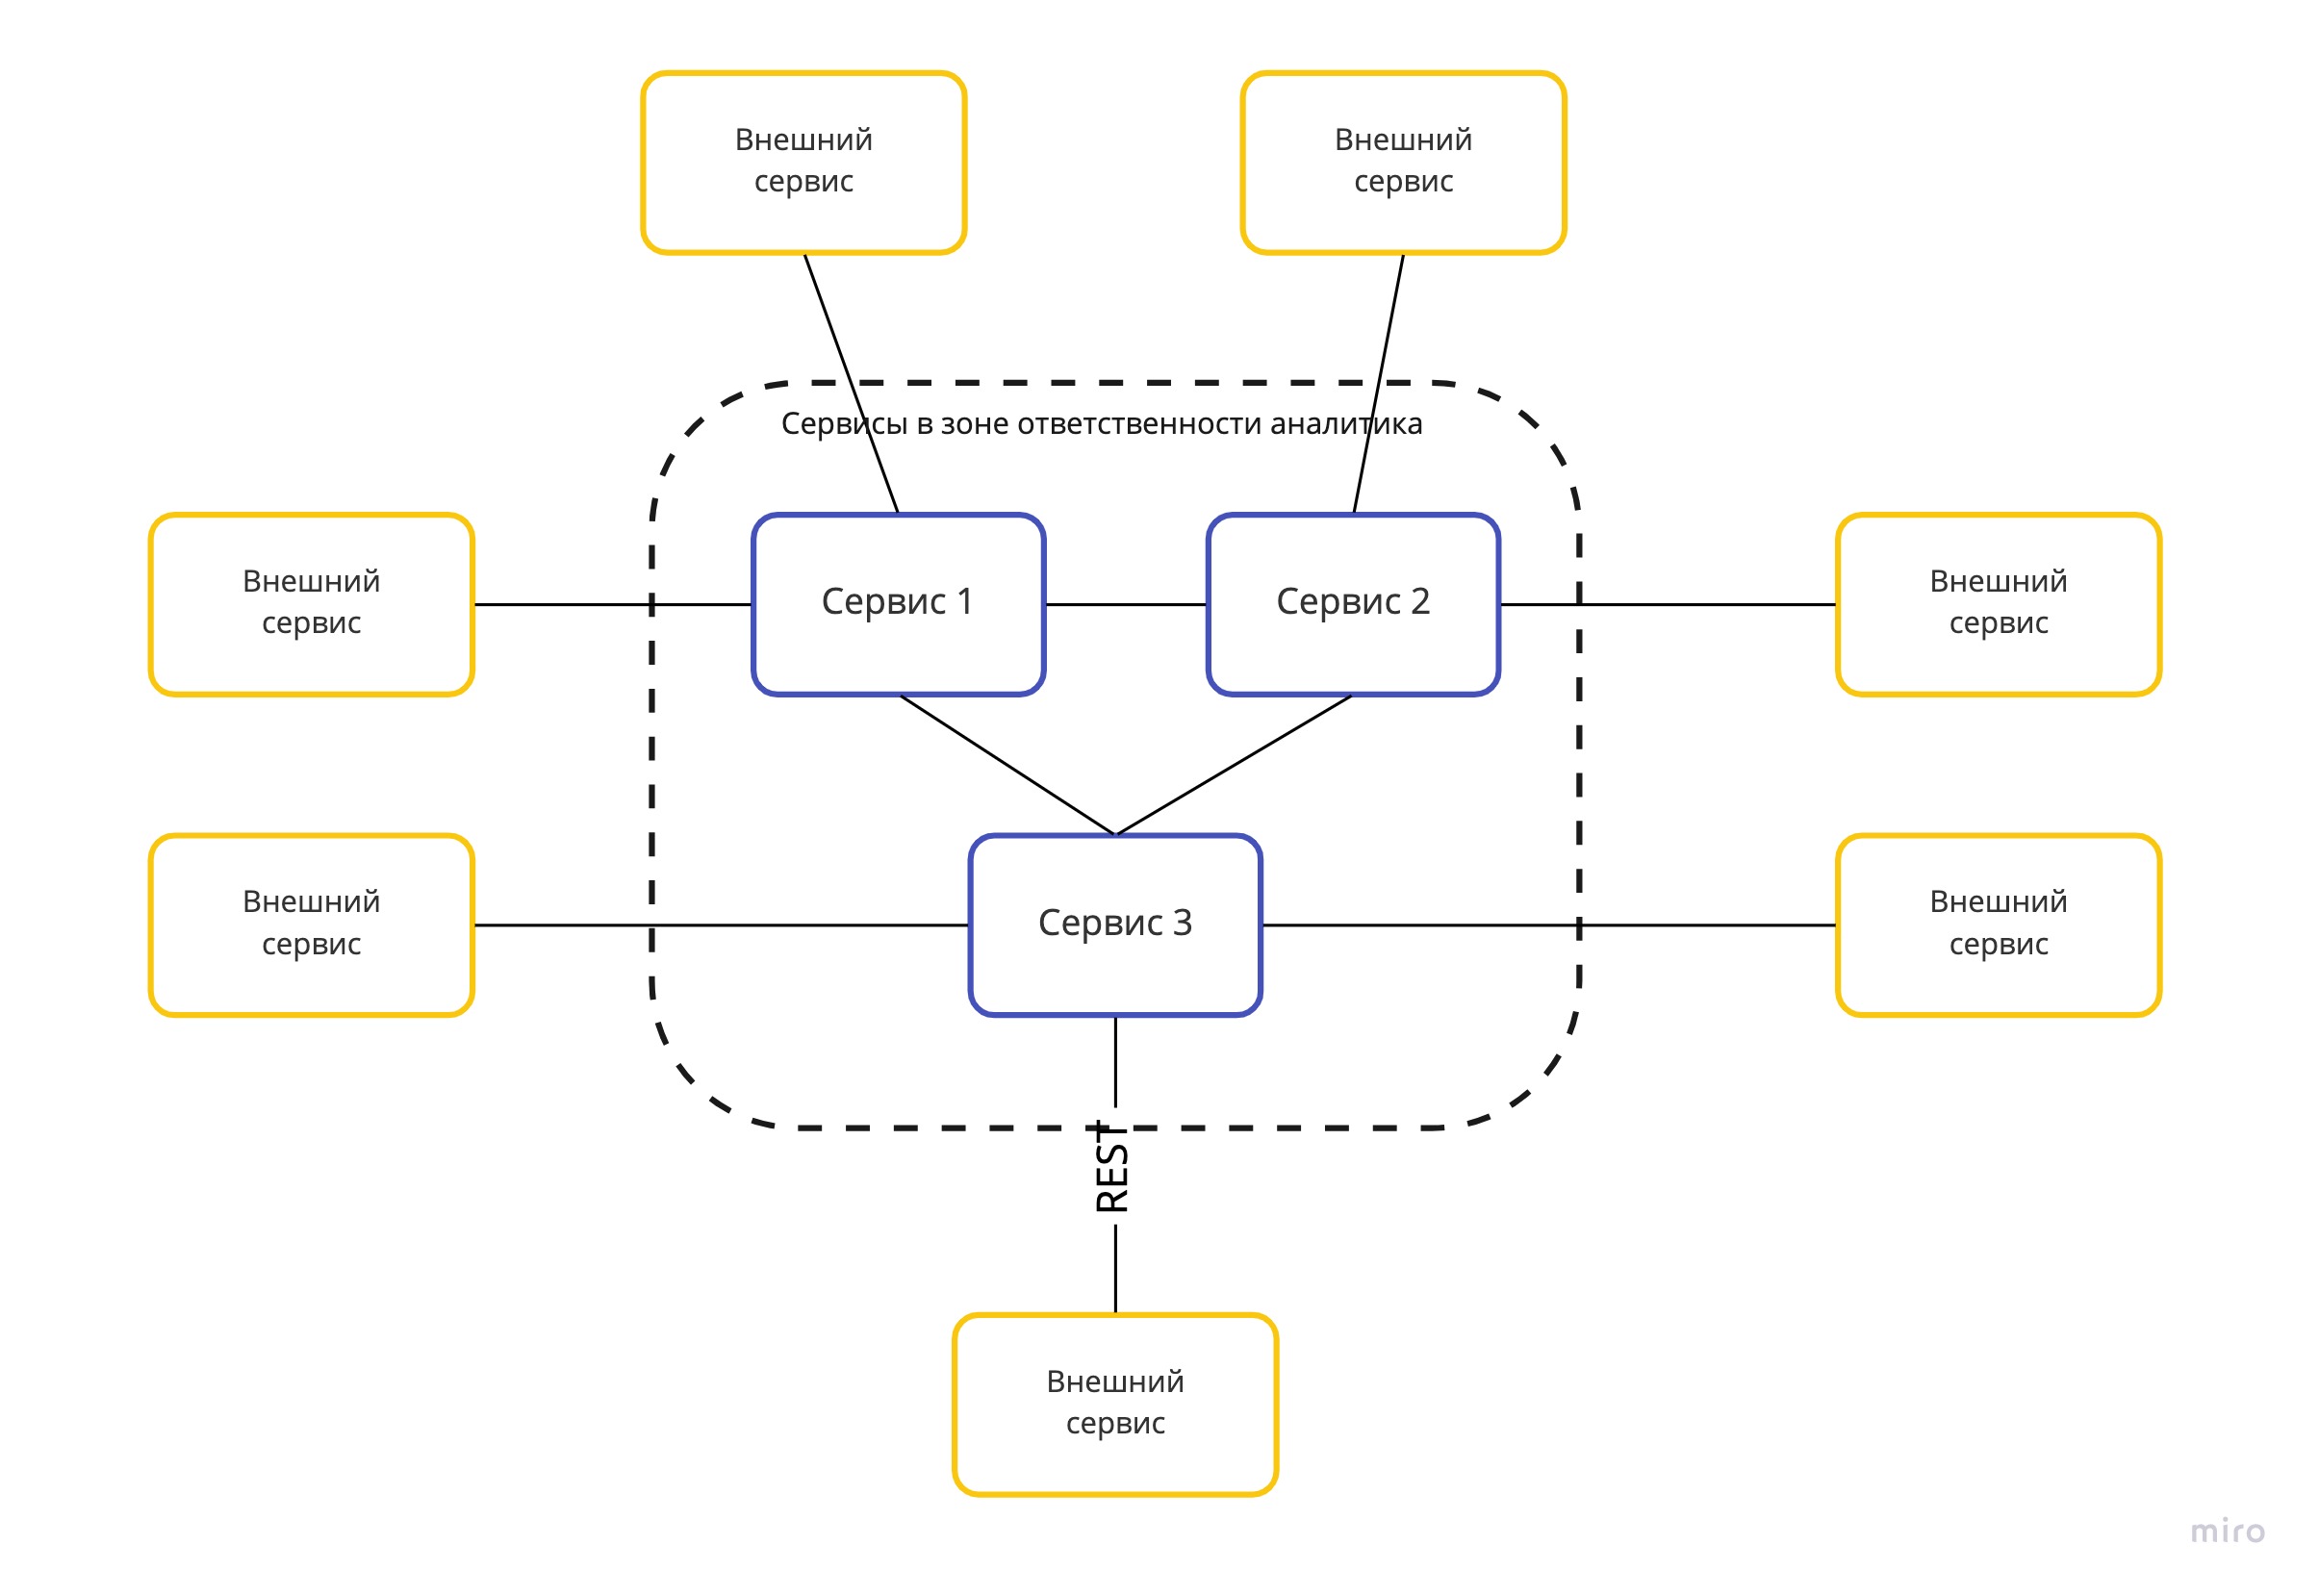 Внешний
сервис
Внешний
сервис
Сервисы в зоне ответственности аналитика
Внешний
сервис
Сервис 1
Сервис 2
Внешний
сервис
Внешний
сервис
Сервис 3
Внешний
сервис
REST
Внешний
сервис
miro